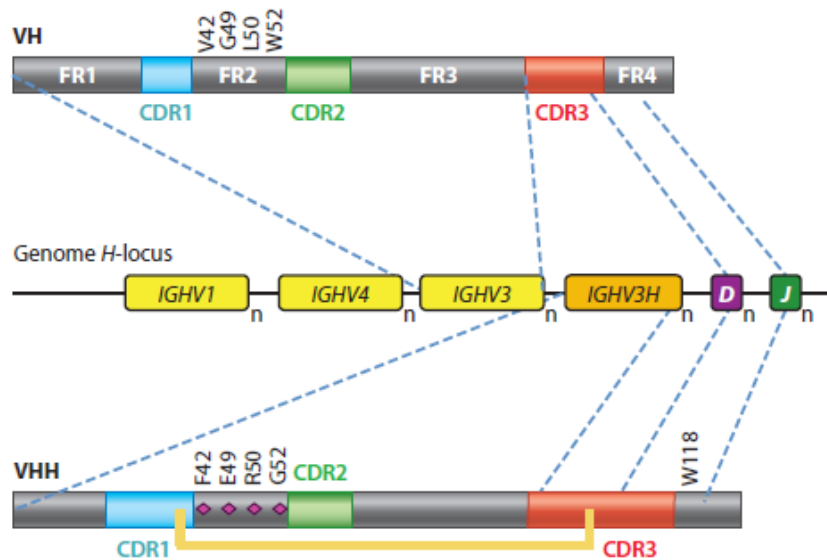 VH
V42 G49 L50 W52
FR1 FR2 FR3 FR4
CDR1 CDR2 CDR3
Genome H-locus
IGHV1 n IGHV4 n IGHV3 n IGHV3H n D n J n
VHH
F42 E49 R50 G52 CDR2 W118
CDR1 CDR3